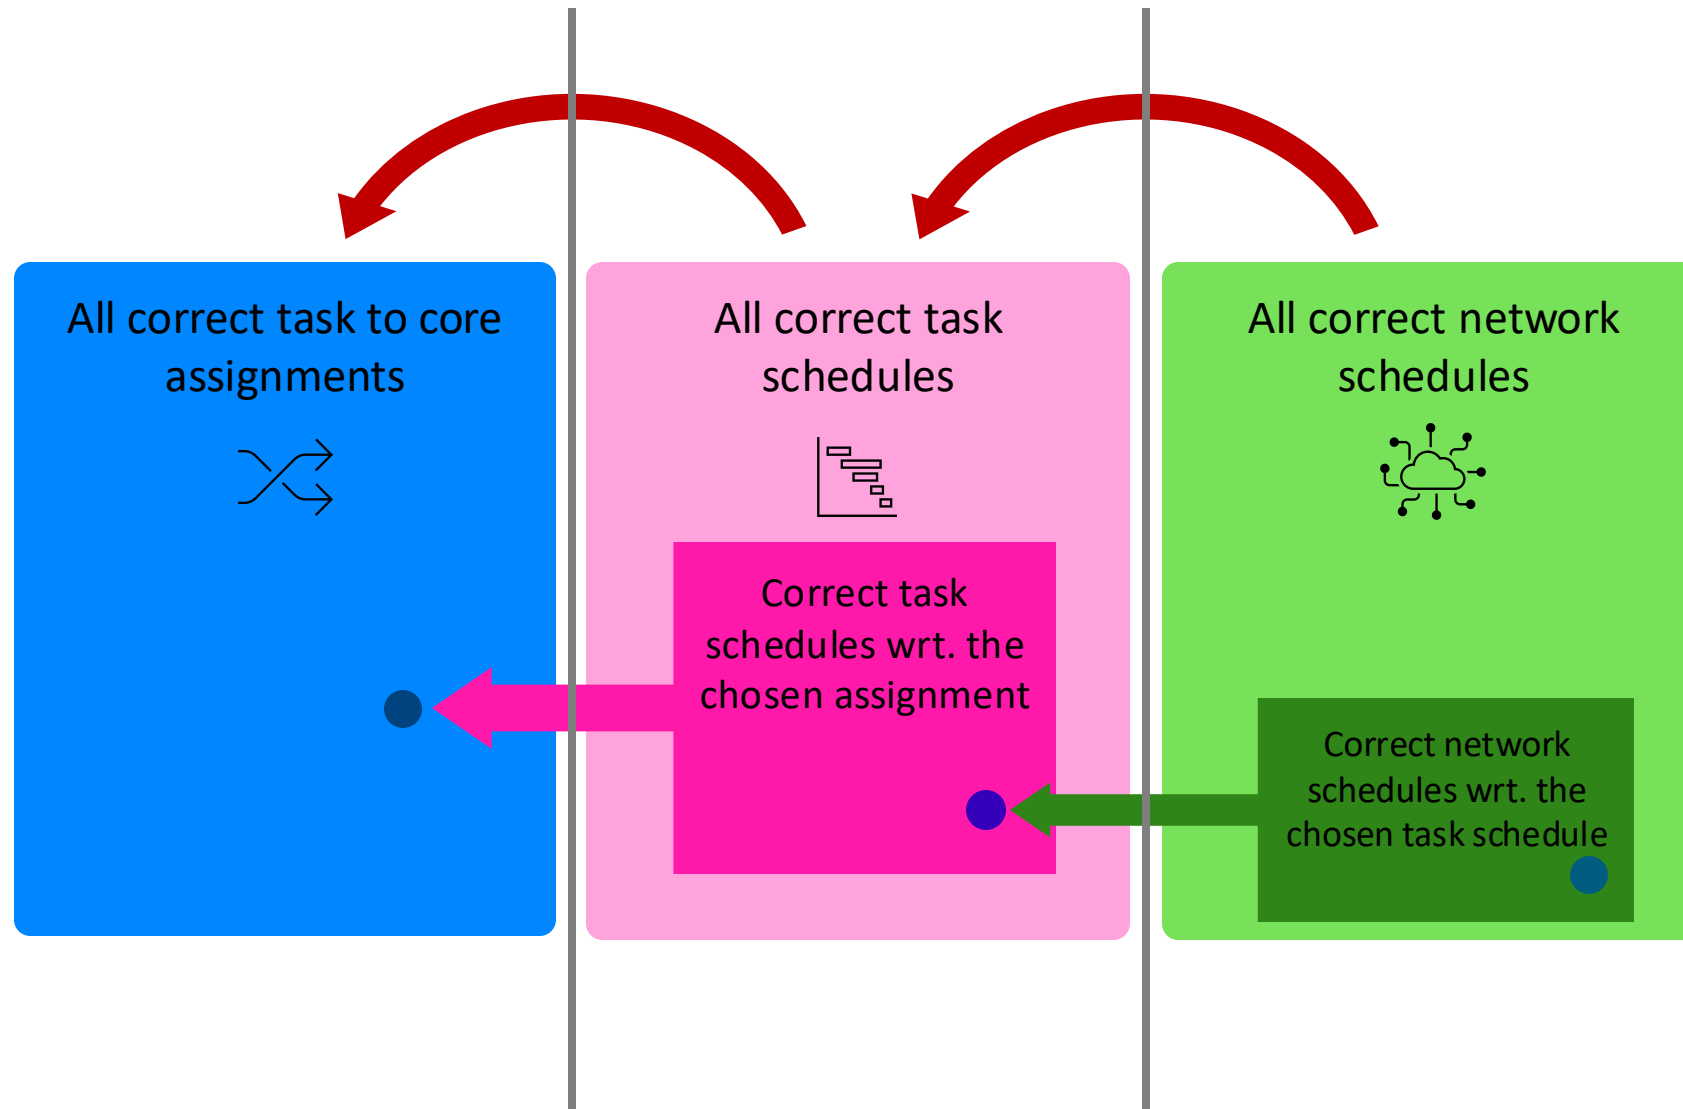 All correct task to core
assignments
All correct task
schedules
Correct task
schedules wrt. the
chosen assignment
All correct network
schedules
Correct network
schedules wrt. the
chosen task schedule